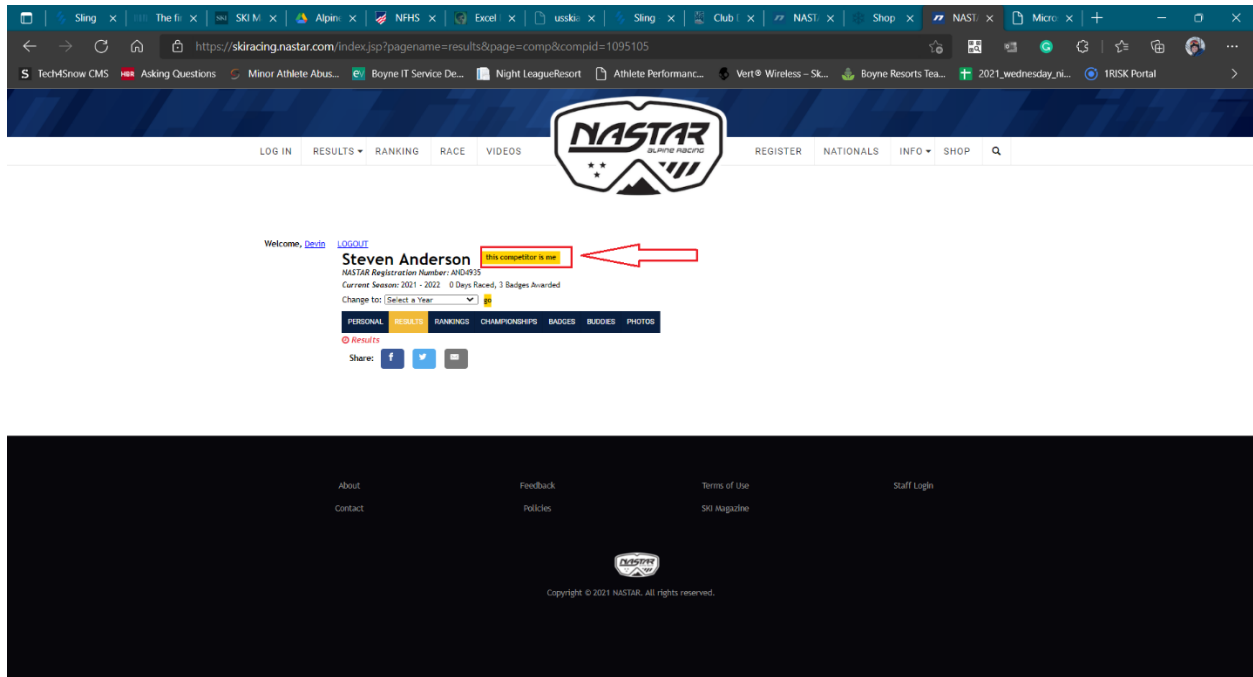 Sling
The fir
SKI M
Alpine
NFHS
Excel
usskia
Sling
Club (
NAST
Shop
NAST
Micro
https://skiracing.nastar.com/index.jsp?pagename=results&page=comp&compid=1095105
Tech4Snow CMS
HBR Asking Questions
Minor Athlete Abus...
Boyne IT Service De...
Night LeagueResort
Athlete Performanc...
Vert® Wireless – Sk...
Boyne Resorts Tea...
2021_wednesday_ni...
1RISK Portal
NASTAR
ALPINE RACING
LOG IN RESULTS RANKING RACE VIDEOS REGISTER NATIONALS INFO SHOP
Welcome, Devin LOGOUT
Steven Anderson this competitor is me
NASTAR Registration Number: AND4935
Current Season: 2021 - 2022 0 Days Raced, 3 Badges Awarded
Change to: Select a Year go
PERSONAL RESULTS RANKINGS CHAMPIONSHIPS BADGES BUDDIES PHOTOS
Results
Share:
About Feedback Terms of Use Staff Login
Contact Policies SKI Magazine
NASTAR
Copyright © 2021 NASTAR. All rights reserved.